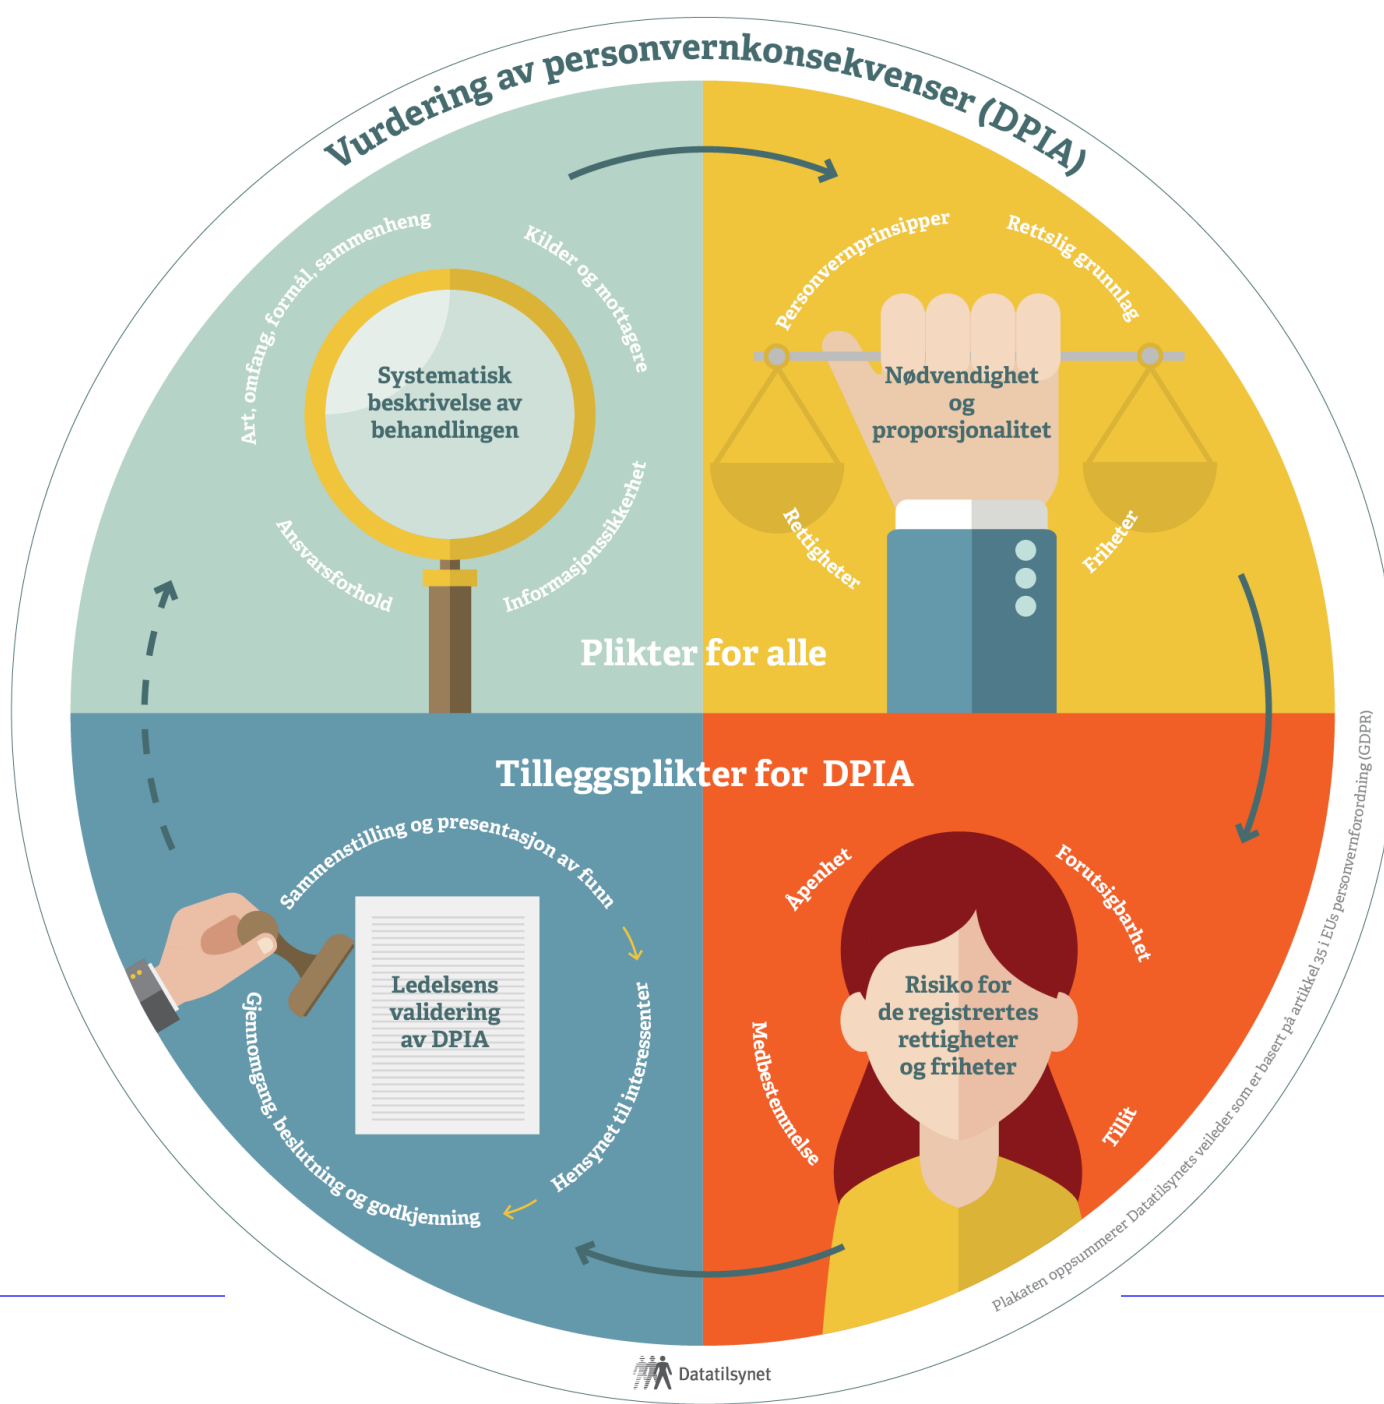 Vurdering av personvernkonsekvenser (DPIA)
Art, omfang, formål, sammenheng
Kilder og mottagere
Systematisk
beskrivelse av
behandlingen
Ansvarsforhold
Informasjonssikkerhet
Personvernprinsipper
Rettslig grunnlag
Nødvendighet
og
proporsjonalitet
Rettigheter
Friheter
Plikter for alle
Tilleggsplikter for DPIA
Åpenhet
Forutsigbarhet
Risiko for
de registrertes
rettigheter
og friheter
Medbestemmelse
Tillit
Sammenstilling og presentasjon av funn
Ledelsens
validering
av DPIA
Hensynet til interessenter
Gjennomgang, beslutning og godkjenning
Plakaten oppsummerer Datatilsynets veileder som er basert på artikkel 35 i EUs personvernforordning (GDPR)
Datatilsynet